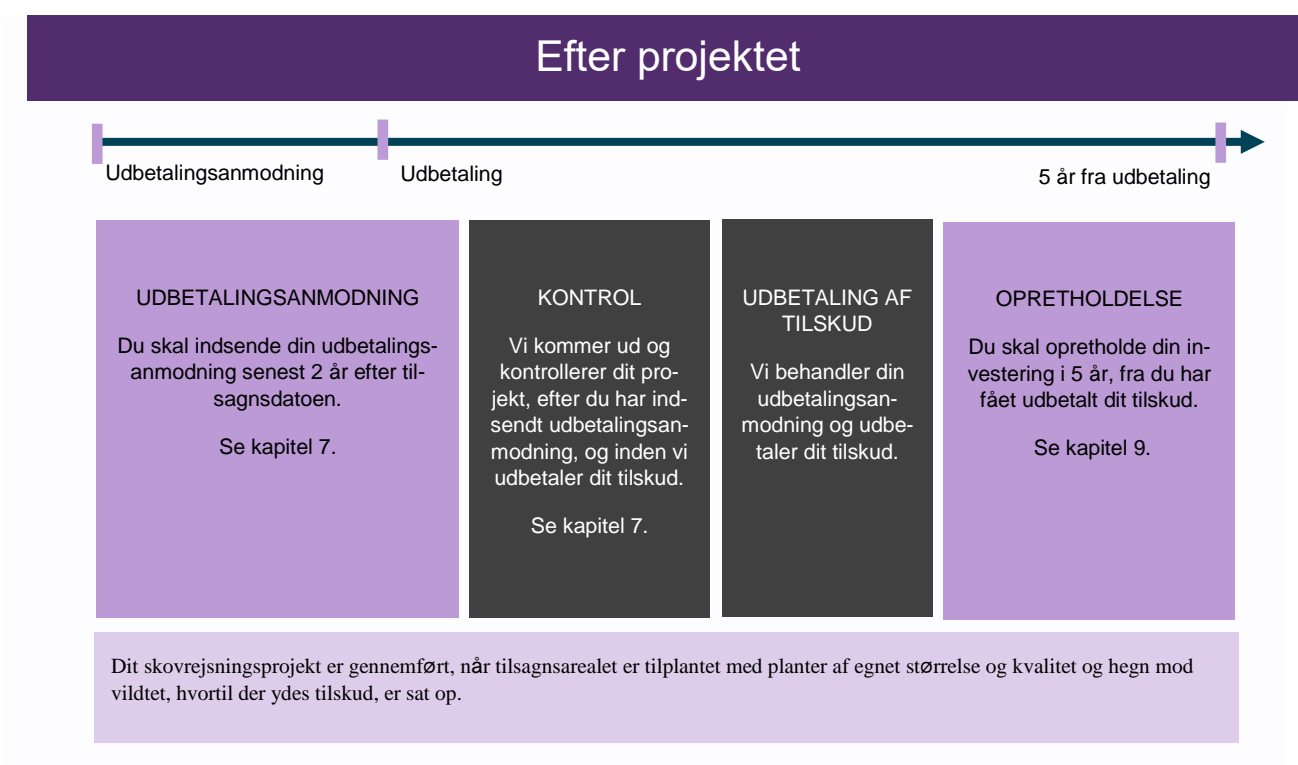 Efter projektet
Udbetalingsanmodning
Udbetaling
5 år fra udbetaling
UDBETALINGSANMODNING
Du skal indsende din udbetalings-
anmodning senest 2 år efter til-
sagnsdatoen.
Se kapitel 7.
KONTROL
Vi kommer ud og
kontrollerer dit pro-
jekt, efter du har ind-
sendt udbetalingsan-
modning, og inden vi
udbetaler dit tilskud.
Se kapitel 7.
UDBETALING AF
TILSKUD
Vi behandler din
udbetalingsan-
modning og udbe-
taler dit tilskud.
OPRETHOLDELSE
Du skal opretholde din in-
vestering i 5 år, fra du har
fået udbetalt dit tilskud.
Se kapitel 9.
Dit skovrejsningsprojekt er gennemført, når tilsagnsarealet er tilplantet med planter af egnet størrelse og kvalitet og hegn mod
vildtet, hvortil der ydes tilskud, er sat op.